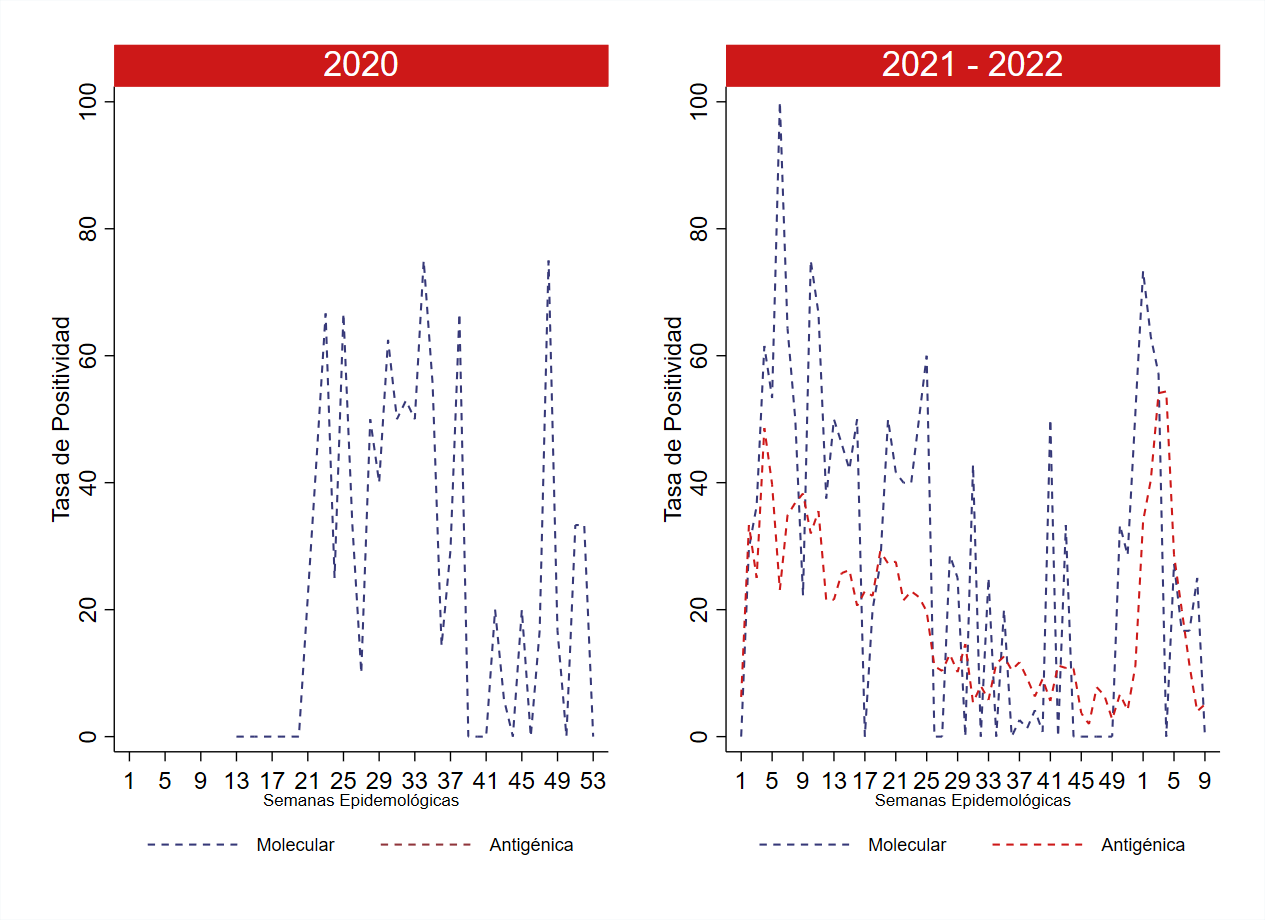 2020
Tasa de Positividad
100
80
60
40
20
0
1 5 9 13 17 21 25 29 33 37 41 45 49 53
Semanas Epidemológicas
Molecular Antigénica
2021 - 2022
Tasa de Positividad
100
80
60
40
20
0
1 5 9 13 17 21 25 29 33 37 41 45 49 1 5 9
Semanas Epidemológicas
Molecular Antigénica